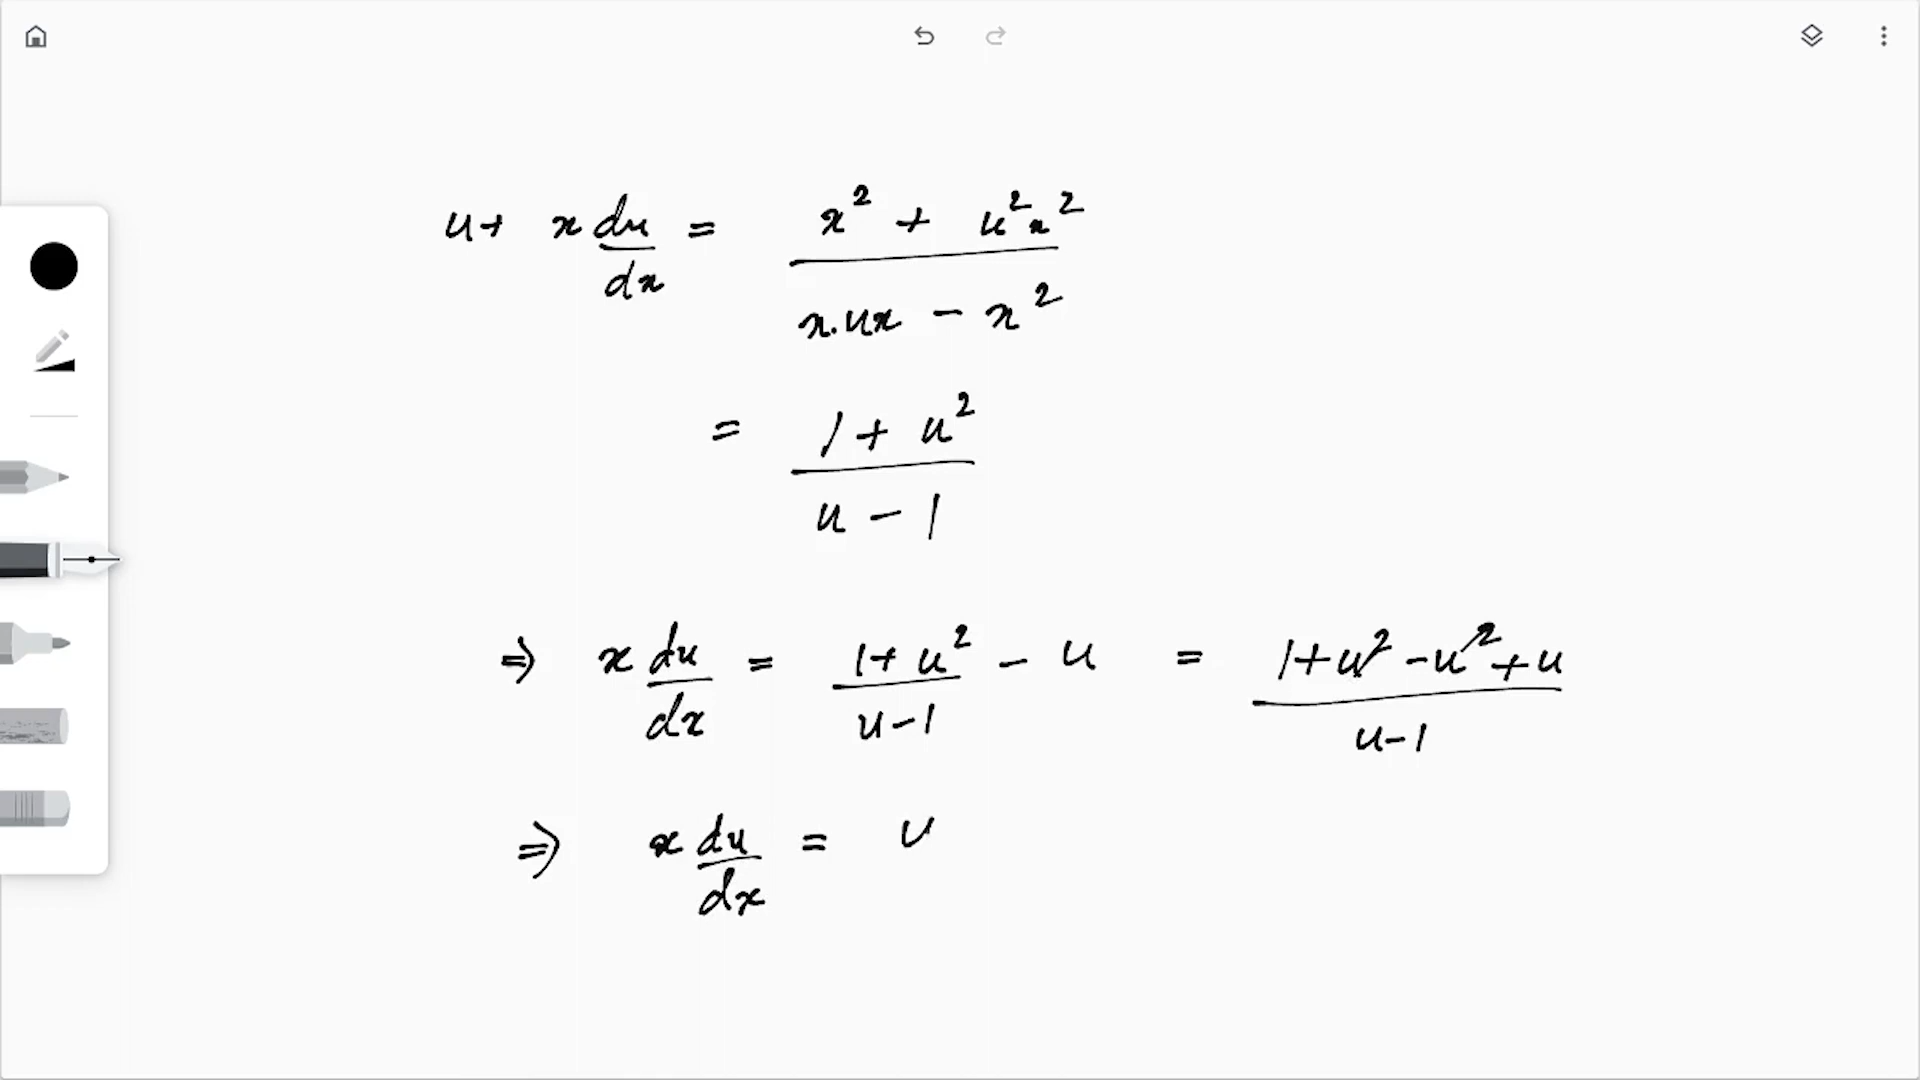 u + x du/dx = (x² + u²x²)/(x.ux − x²)
= (1 + u²)/(u − 1)
⇒ x du/dx = (1 + u²)/(u − 1) − u = (1 + u² − u² + u)/(u − 1)
⇒ x du/dx = u